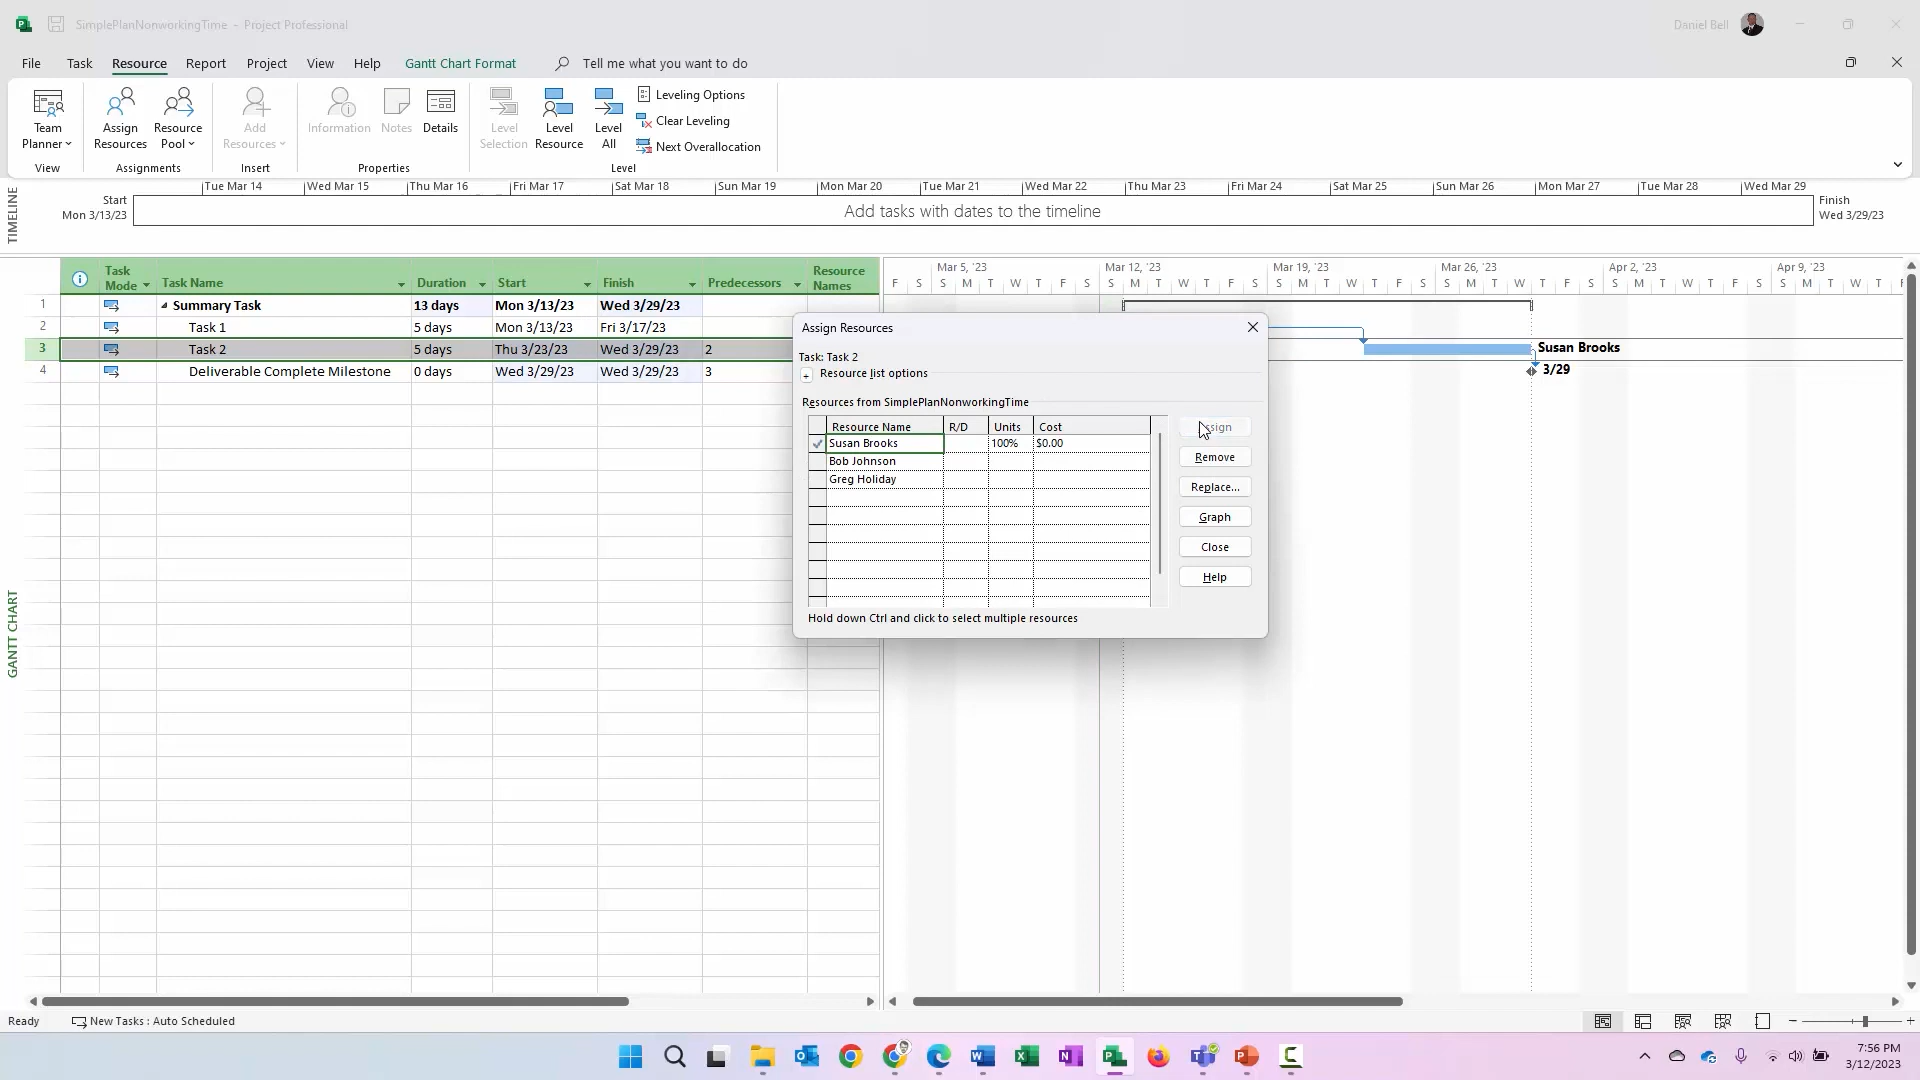 SimplePlanNonworkingTime - Project Professional
Daniel Bell
File Task Resource Report Project View Help Gantt Chart Format Tell me what you want to do
Team Planner
Assign Resources
Resource Pool
Add Resources
Information
Notes
Details
Level Selection
Level Resource
Level All
Leveling Options
Clear Leveling
Next Overallocation
View Assignments Insert Properties Level
TIMELINE
Tue Mar 14 Wed Mar 15 Thu Mar 16 Fri Mar 17 Sat Mar 18 Sun Mar 19 Mon Mar 20 Tue Mar 21 Wed Mar 22 Thu Mar 23 Fri Mar 24 Sat Mar 25 Sun Mar 26 Mon Mar 27 Tue Mar 28 Wed Mar 29
Start
Mon 3/13/23
Add tasks with dates to the timeline
Finish
Wed 3/29/23
GANTT CHART
Task Mode Task Name Duration Start Finish Predecessors Resource Names
1 Summary Task 13 days Mon 3/13/23 Wed 3/29/23
2 Task 1 5 days Mon 3/13/23 Fri 3/17/23
3 Task 2 5 days Thu 3/23/23 Wed 3/29/23 2
4 Deliverable Complete Milestone 0 days Wed 3/29/23 Wed 3/29/23 3
Mar 5, '23 Mar 12, '23 Mar 19, '23 Mar 26, '23 Apr 2, '23 Apr 9, '23
F S M T W T F S S M T W T F S S M T W T F S S M T W T F S S M T W T F S S M T W T
Susan Brooks
3/29
Assign Resources
Task: Task 2
+ Resource list options
Resources from SimplePlanNonworkingTime
Resource Name R/D Units Cost
Susan Brooks 100% $0.00
Bob Johnson
Greg Holiday
Remove
Replace...
Graph
Close
Help
Hold down Ctrl and click to select multiple resources
Ready New Tasks : Auto Scheduled
7:56 PM
3/12/2023